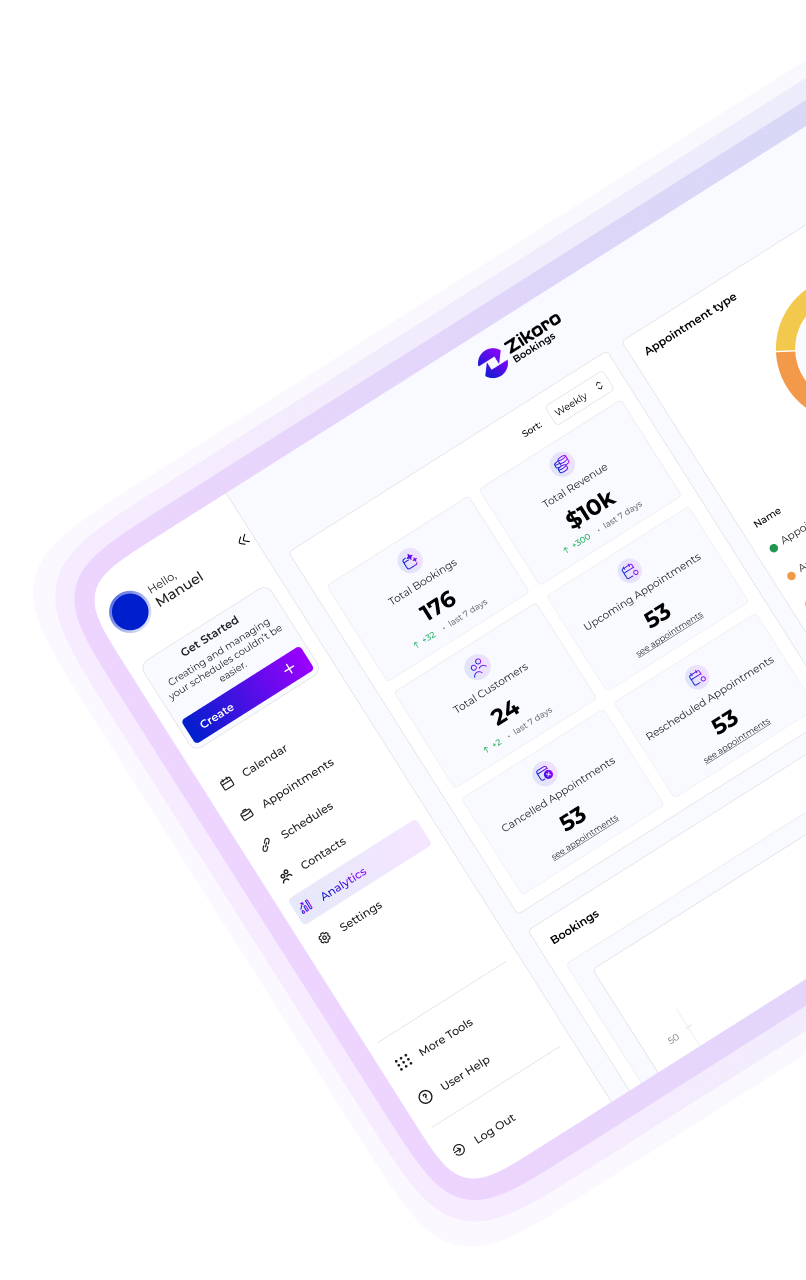 Zikoro
Bookings
Hello,
Manuel
Get Started
Creating and managing
your schedules couldn't be
easier.
Create
Calendar
Appointments
Schedules
Contacts
Analytics
Settings
More Tools
User Help
Log Out
Sort:
Weekly
Total Bookings
176
+32 • last 7 days
Total Revenue
$10k
+300 • last 7 days
Total Customers
24
+2 • last 7 days
Upcoming Appointments
53
see appointments
Cancelled Appointments
53
see appointments
Rescheduled Appointments
53
see appointments
Appointment type
Name
Bookings
50